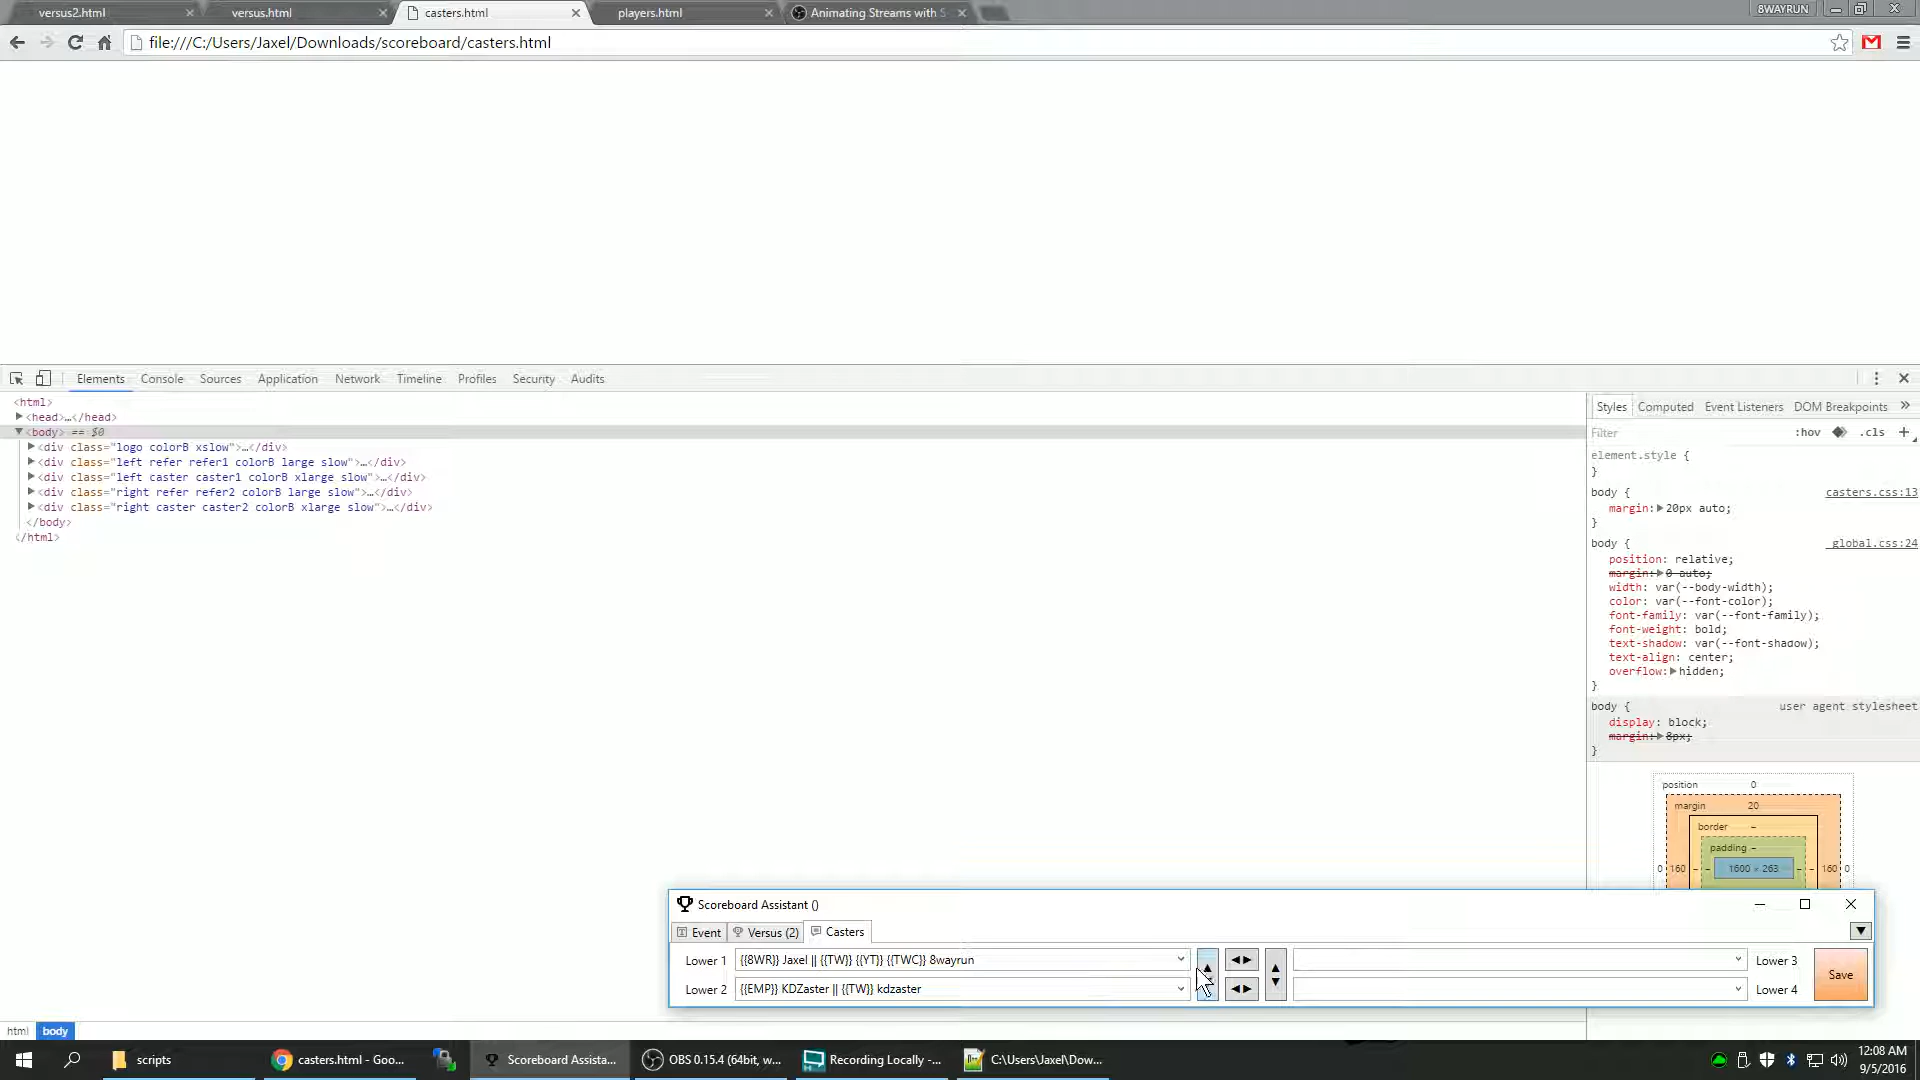 versus2.html
versus.html
casters.html
players.html
Animating Streams with S
8WAYRUN
file:///C:/Users/Jaxel/Downloads/scoreboard/casters.html
Elements Console Sources Application Network Timeline Profiles Security Audits
<html>
<head>…</head>
<body> == $0
<div class="logo colorB xslow">…</div>
<div class="left refer refer1 colorB large slow">…</div>
<div class="left caster caster1 colorB xlarge slow">…</div>
<div class="right refer refer2 colorB large slow">…</div>
<div class="right caster caster2 colorB xlarge slow">…</div>
</body>
</html>
Styles Computed Event Listeners DOM Breakpoints »
Filter :hov .cls +
element.style {
}
body { casters.css:13
margin: 20px auto;
}
body { _global.css:24
position: relative;
margin: 0 auto;
width: var(--body-width);
color: var(--font-color);
font-family: var(--font-family);
font-weight: bold;
text-shadow: var(--font-shadow);
text-align: center;
overflow: hidden;
}
body { user agent stylesheet
display: block;
margin: 8px;
}
position 0
margin 20
border –
padding –
0 160 – – 1600 × 263 – – 160 0
Scoreboard Assistant ()
Event Versus (2) Casters
Lower 1 {{8WR}} Jaxel || {{TW}} {{YT}} {{TWC}} 8wayrun Lower 3
Lower 2 {{EMP}} KDZaster || {{TW}} kdzaster Lower 4
Save
html body
scripts
casters.html - Goo...
Scoreboard Assista...
OBS 0.15.4 (64bit, w...
Recording Locally -...
C:\Users\Jaxel\Dow...
12:08 AM
9/5/2016